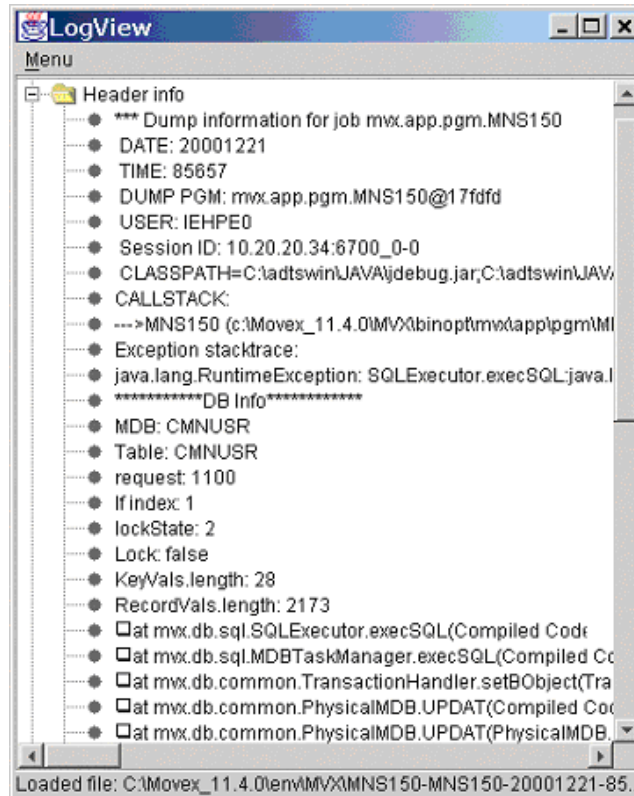 LogView
Menu
Header info
*** Dump information for job mvx.app.pgm.MNS150
DATE: 20001221
TIME: 85657
DUMP PGM: mvx.app.pgm.MNS150@17fdfd
USER: IEHPE0
Session ID: 10.20.20.34:6700_0-0
CLASSPATH=C:\adtswin\JAVA\jdebug.jar;C:\adtswin\JAVA
CALLSTACK:
--->MNS150 (c:\Movex_11.4.0\MVX\binopt\mvx\app\pgm\M
Exception stacktrace:
java.lang.RuntimeException: SQLExecutor.execSQL:java.l
***********DB Info************
MDB: CMNUSR
Table: CMNUSR
request: 1100
If index: 1
lockState: 2
Lock: false
KeyVals.length: 28
RecordVals.length: 2173
at mvx.db.sql.SQLExecutor.execSQL(Compiled Code
at mvx.db.sql.MDBTaskManager.execSQL(Compiled Co
at mvx.db.common.TransactionHandler.setBObject(Tra
at mvx.db.common.PhysicalMDB.UPDAT(Compiled Cod
at mvx.db.common.PhysicalMDB.UPDAT(PhysicalMDB.
Loaded file: C:\Movex_11.4.0\env\MVX\MNS150-MNS150-20001221-85.